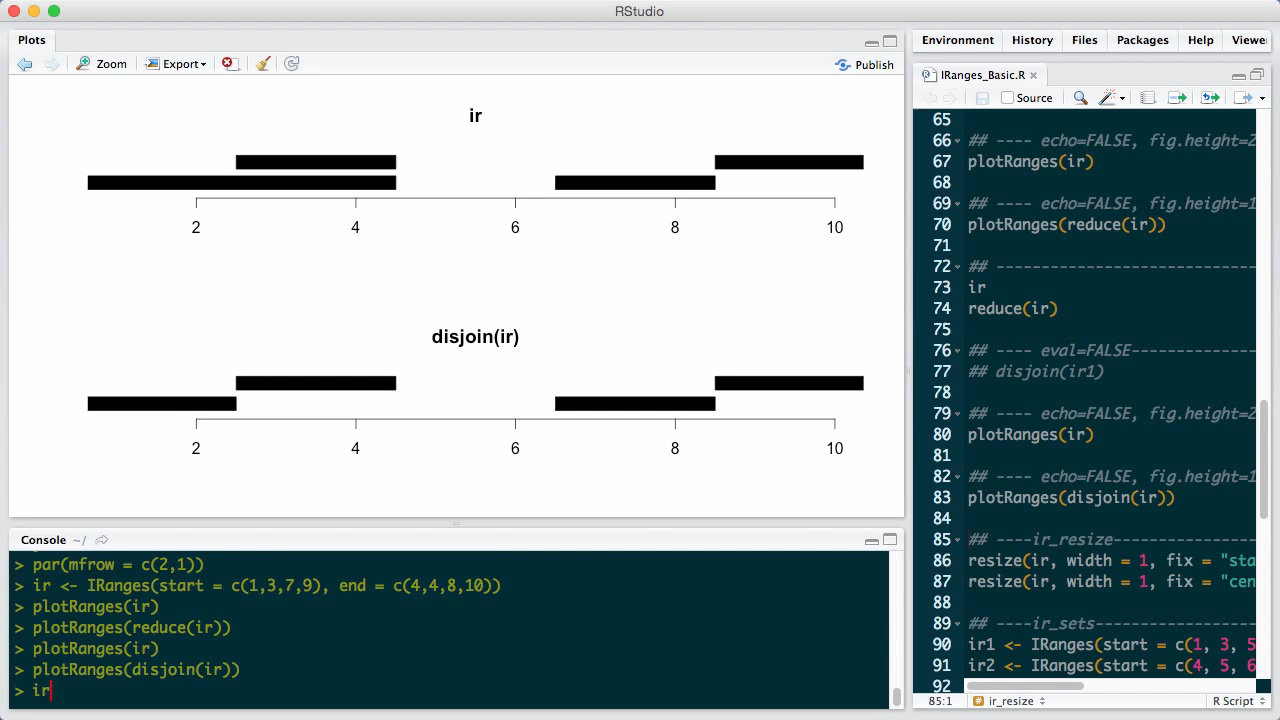 RStudio
Plots
Zoom Export Publish
ir
2 4 6 8 10
disjoin(ir)
2 4 6 8 10
Console ~/
> par(mfrow = c(2,1))
> ir <- IRanges(start = c(1,3,7,9), end = c(4,4,8,10))
> plotRanges(ir)
> plotRanges(reduce(ir))
> plotRanges(ir)
> plotRanges(disjoin(ir))
> ir
Environment History Files Packages Help Viewe
IRanges_Basic.R
Source
65
66 ## ---- echo=FALSE, fig.height=2
67 plotRanges(ir)
68
69 ## ---- echo=FALSE, fig.height=1
70 plotRanges(reduce(ir))
71
72 ## -----------------------------
73 ir
74 reduce(ir)
75
76 ## ---- eval=FALSE--------------
77 ## disjoin(ir1)
78
79 ## ---- echo=FALSE, fig.height=2
80 plotRanges(ir)
81
82 ## ---- echo=FALSE, fig.height=1
83 plotRanges(disjoin(ir))
84
85 ## ----ir_resize----------------
86 resize(ir, width = 1, fix = "sta
87 resize(ir, width = 1, fix = "cen
88
89 ## ----ir_sets------------------
90 ir1 <- IRanges(start = c(1, 3, 5
91 ir2 <- IRanges(start = c(4, 5, 6
92
85:1 # ir_resize R Script